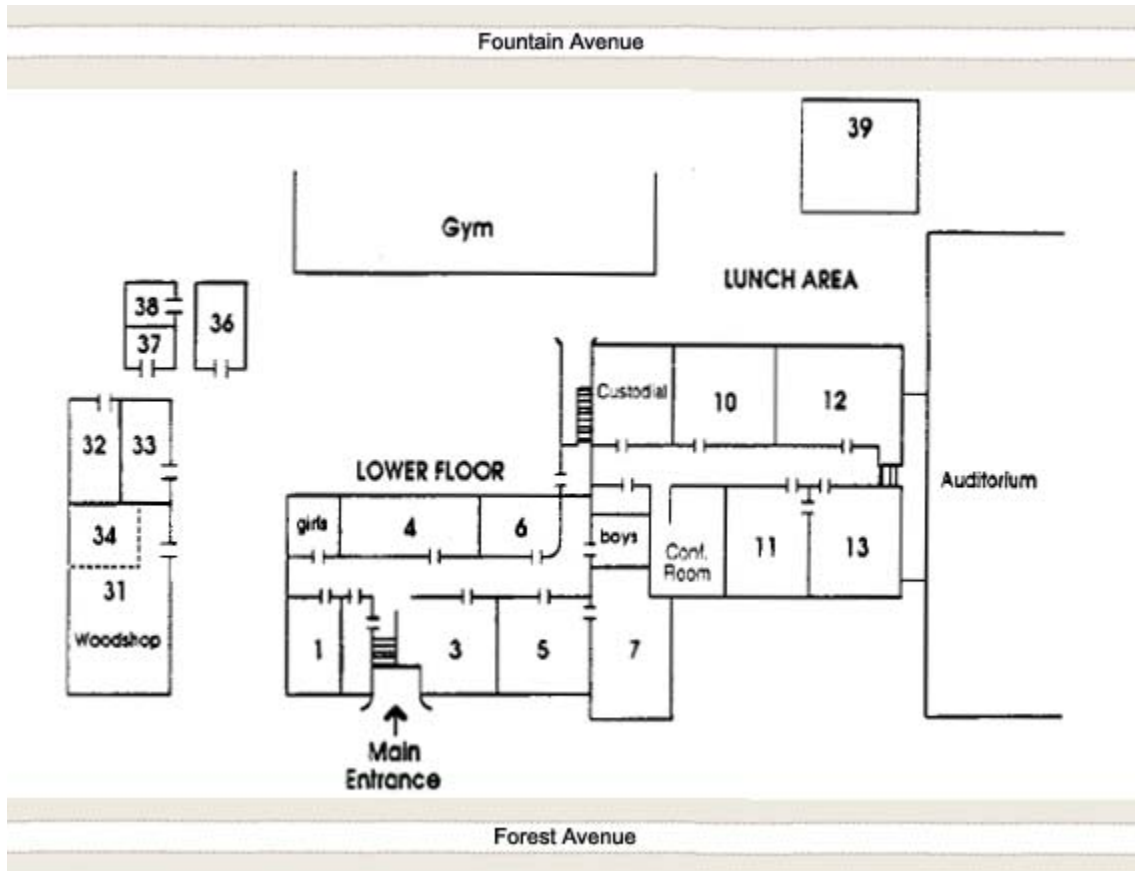 Fountain Avenue
39
Gym
LUNCH AREA
38
36
37
Custodial
10
12
32
33
LOWER FLOOR
Auditorium
girls
4
6
34
boys
11
13
Conf.
Room
31
Woodshop
1
3
5
7
Main
Entrance
Forest Avenue